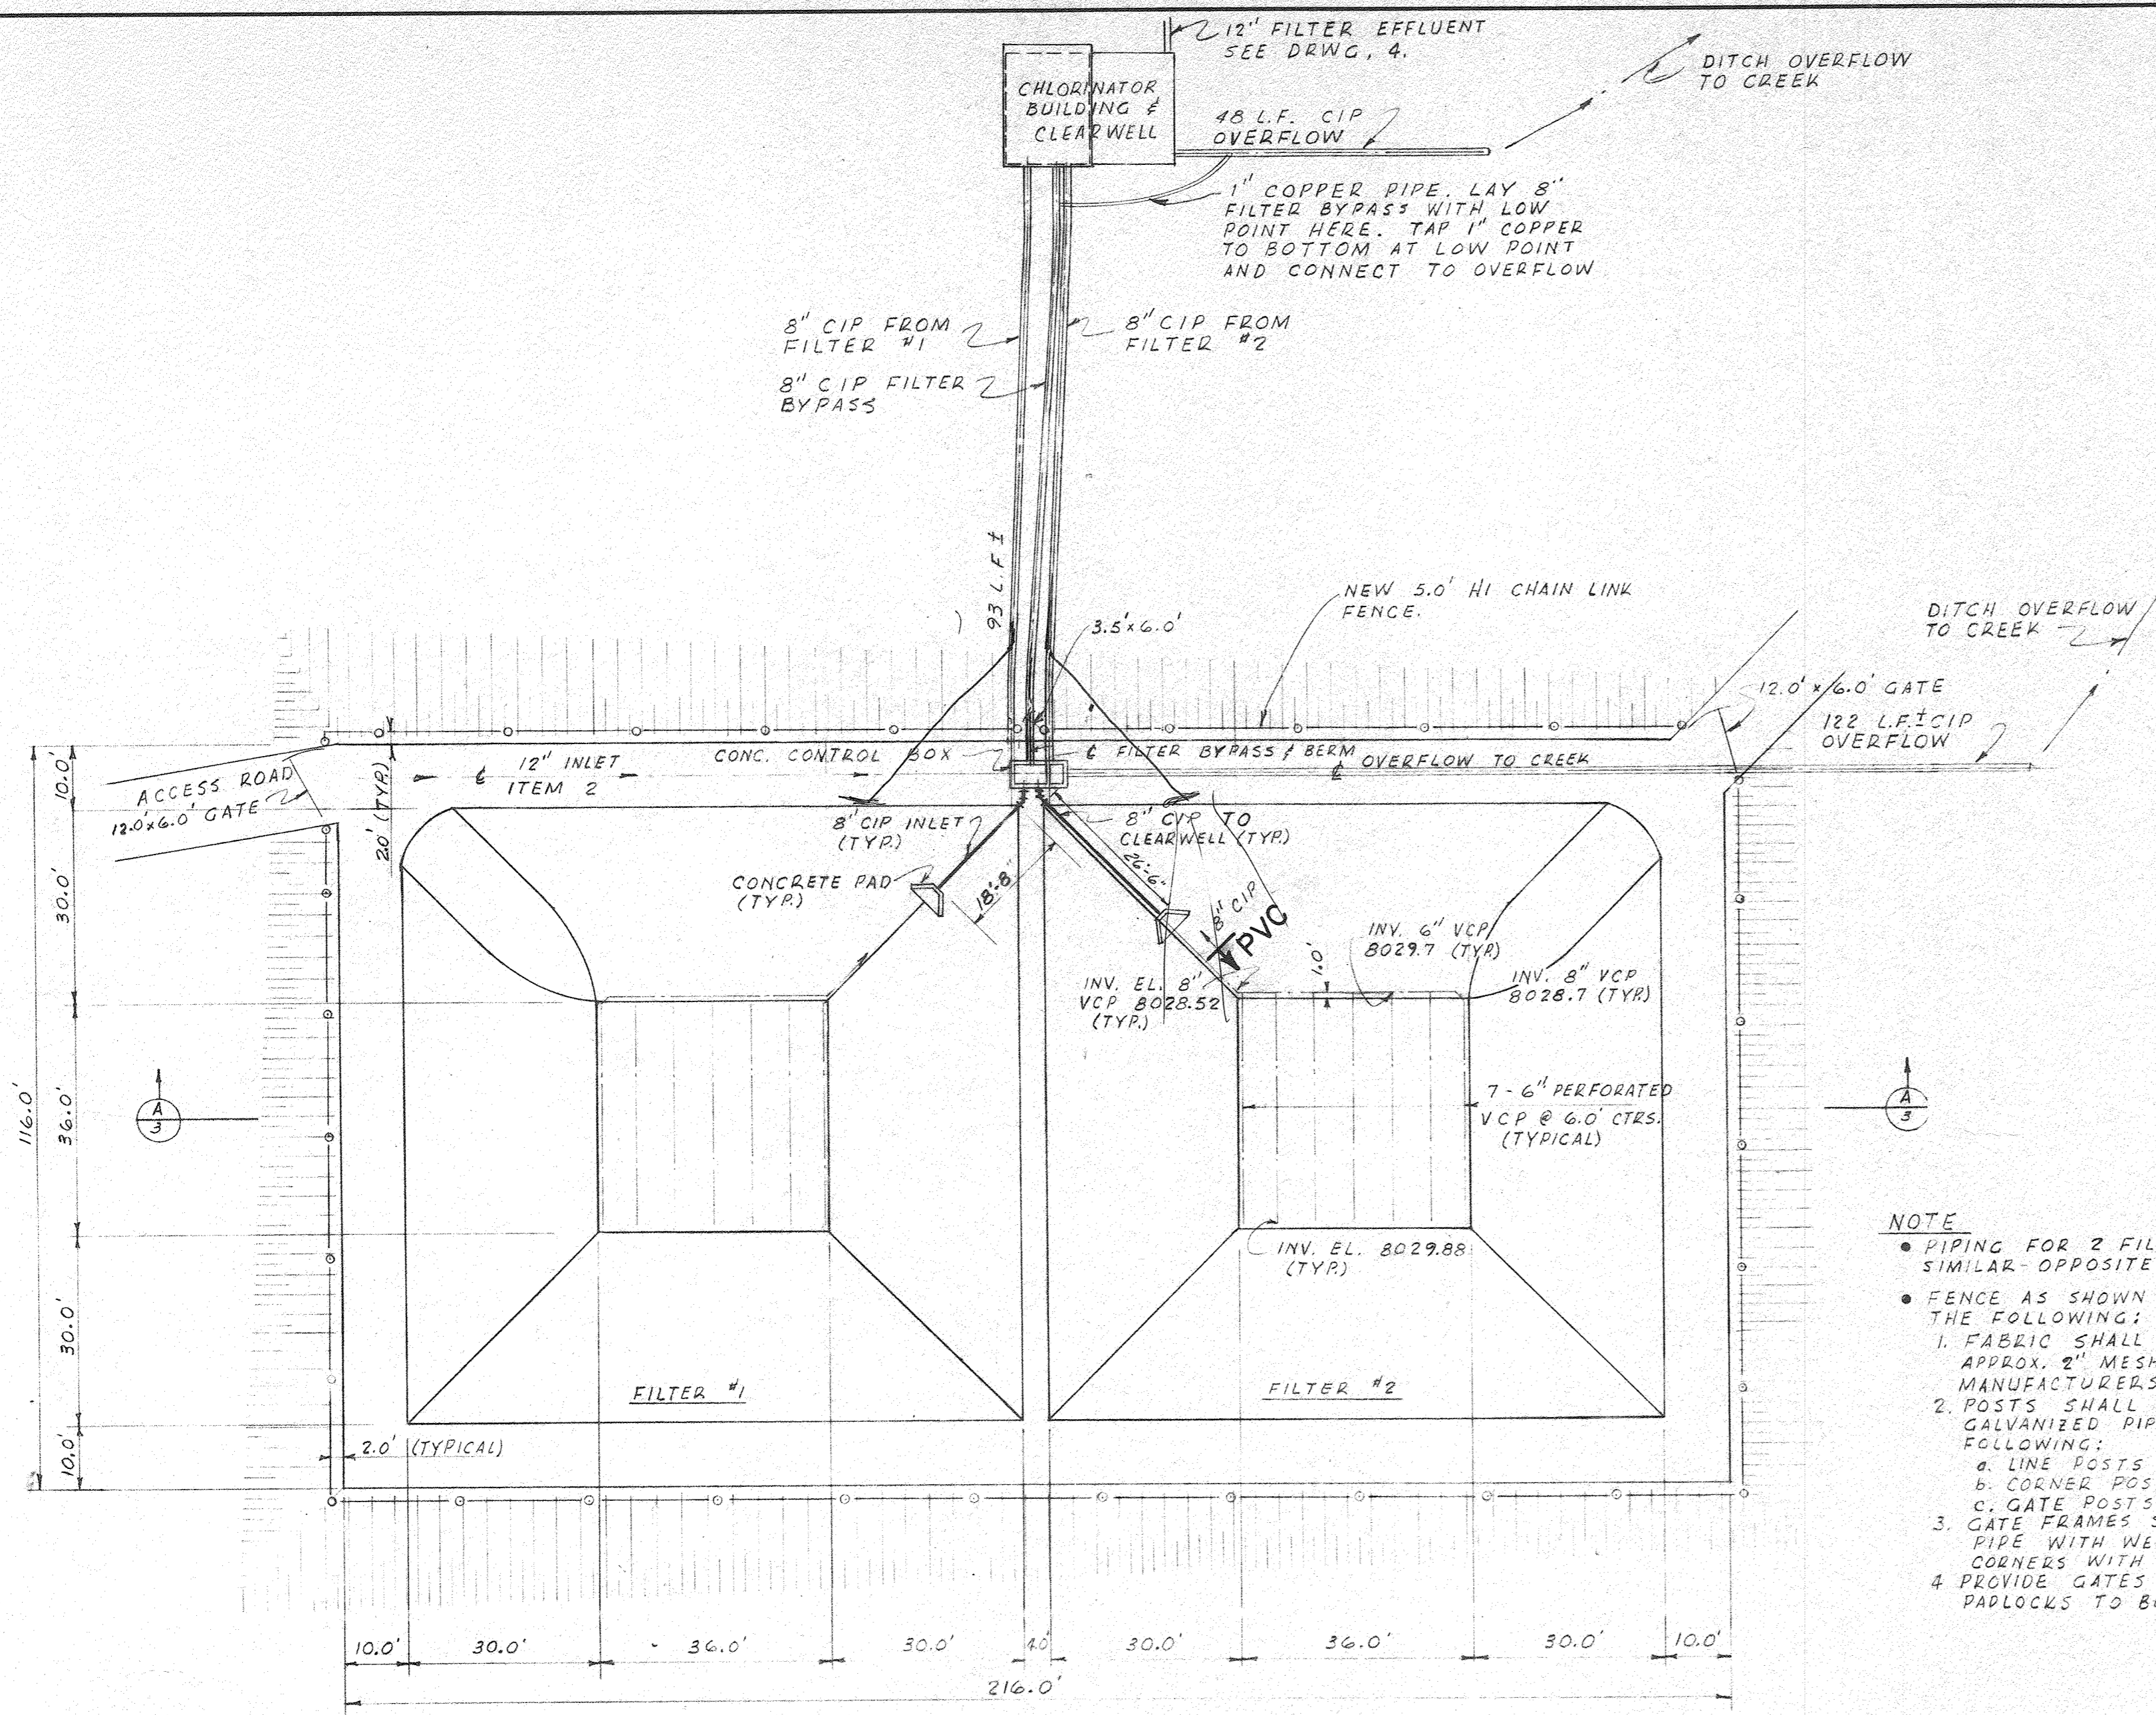 12" FILTER EFFLUENT
SEE DRWG, 4.
DITCH OVERFLOW
TO CREEK
CHLORINATOR
BUILDING &
CLEARWELL
48 L.F. CIP
OVERFLOW
1" COPPER PIPE. LAY 8"
FILTER BYPASS WITH LOW
POINT HERE. TAP 1" COPPER
TO BOTTOM AT LOW POINT
AND CONNECT TO OVERFLOW
8" CIP FROM
FILTER #1
8" CIP FROM
FILTER #2
8" CIP FILTER
BYPASS
93 L.F ±
3.5'x6.0'
NEW 5.0' HI CHAIN LINK
FENCE.
DITCH OVERFLOW
TO CREEK
12.0'x6.0' GATE
122 L.F.± CIP
OVERFLOW
ACCESS ROAD
12.0'x6.0' GATE
2.0' (TYP.)
℄ 12" INLET
ITEM 2
CONC. CONTROL BOX
℄ FILTER BYPASS & BERM
℄ OVERFLOW TO CREEK
8" CIP INLET
(TYP.)
8" CIP TO
CLEARWELL (TYP.)
CONCRETE PAD
(TYP.)
18'-8"
26'-6"
8" CIP
PVC
1.0'
INV. 6" VCP
8029.7 (TYP.)
INV. 8" VCP
8028.7 (TYP.)
INV. EL. 8"
VCP 8028.52
(TYP.)
7-6" PERFORATED
VCP @ 6.0' CTRS.
(TYPICAL)
INV. EL. 8029.88
(TYP.)
FILTER #1
FILTER #2
2.0' (TYPICAL)
10.0'
30.0'
36.0'
30.0'
10.0'
116.0'
A
3
A
3
10.0'
30.0'
36.0'
30.0'
4.0'
30.0'
36.0'
30.0'
10.0'
216.0'
NOTE
• PIPING FOR 2 FIL
SIMILAR-OPPOSITE
• FENCE AS SHOWN
THE FOLLOWING:
1. FABRIC SHALL
APPROX. 2" MESH
MANUFACTURERS
2. POSTS SHALL
GALVANIZED PIP
FOLLOWING:
a. LINE POSTS
b. CORNER POS
c. GATE POSTS
3. GATE FRAMES S
PIPE WITH WE
CORNERS WITH
4 PROVIDE GATES
PADLOCKS TO B